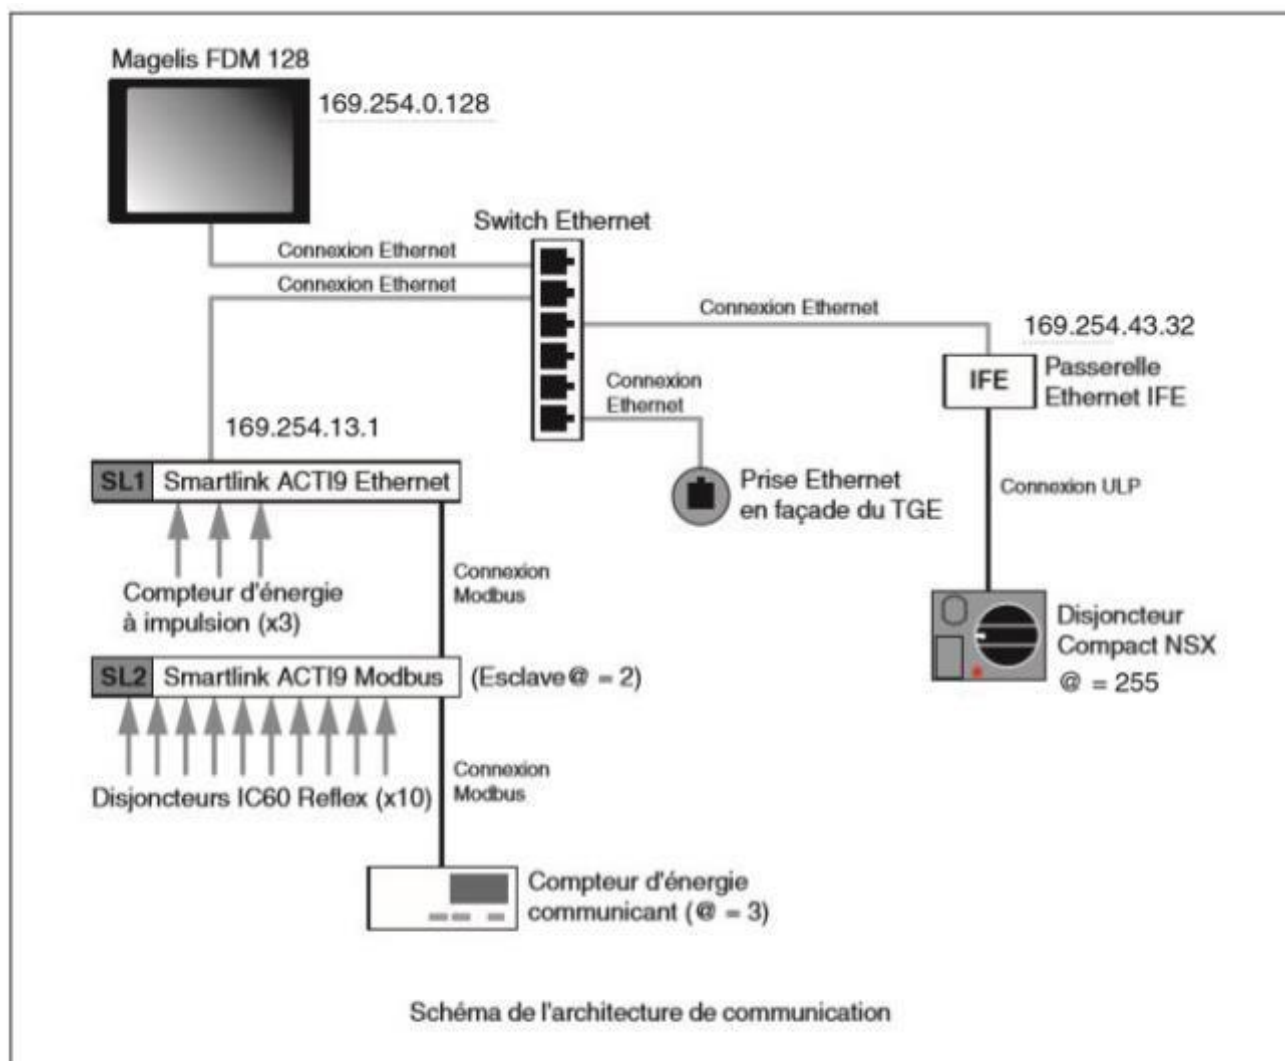 Magelis FDM 128
169.254.0.128
Switch Ethernet
Connexion Ethernet
Connexion Ethernet
Connexion Ethernet
169.254.43.32
IFE
Passerelle
Ethernet IFE
Connexion
Ethernet
169.254.13.1
SL1 Smartlink ACTI9 Ethernet
Prise Ethernet
en façade du TGE
Connexion ULP
Compteur d'énergie
à impulsion (x3)
Connexion
Modbus
Disjoncteur
Compact NSX
@ = 255
SL2 Smartlink ACTI9 Modbus (Esclave@ = 2)
Disjoncteurs IC60 Reflex (x10)
Connexion
Modbus
Compteur d'énergie
communicant (@ = 3)
Schéma de l'architecture de communication